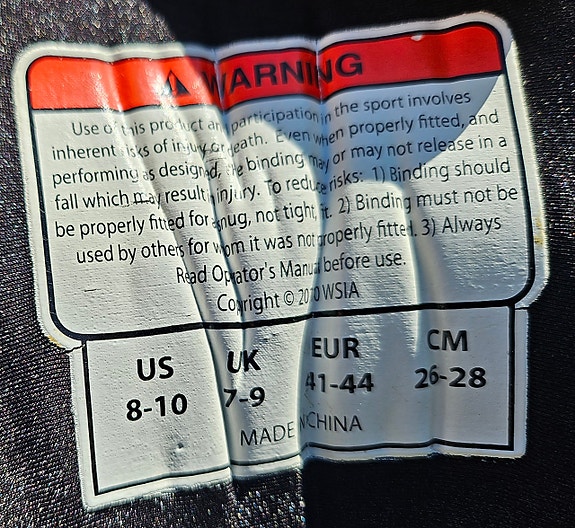 WARNING
Use of this product and participation in the sport involves
inherent risks of injury or death. Even when properly fitted, and
performing as designed, the binding may or may not release in a
fall which may result injury. To reduce risks: 1) Binding should
be properly fitted for snug, not tight, fit. 2) Binding must not be
used by others for whom it was not properly fitted. 3) Always
Read Operator's Manual before use.
Copyright © WSIA
US UK EUR CM
8-10 7-9 41-44 26-28
MADE IN CHINA